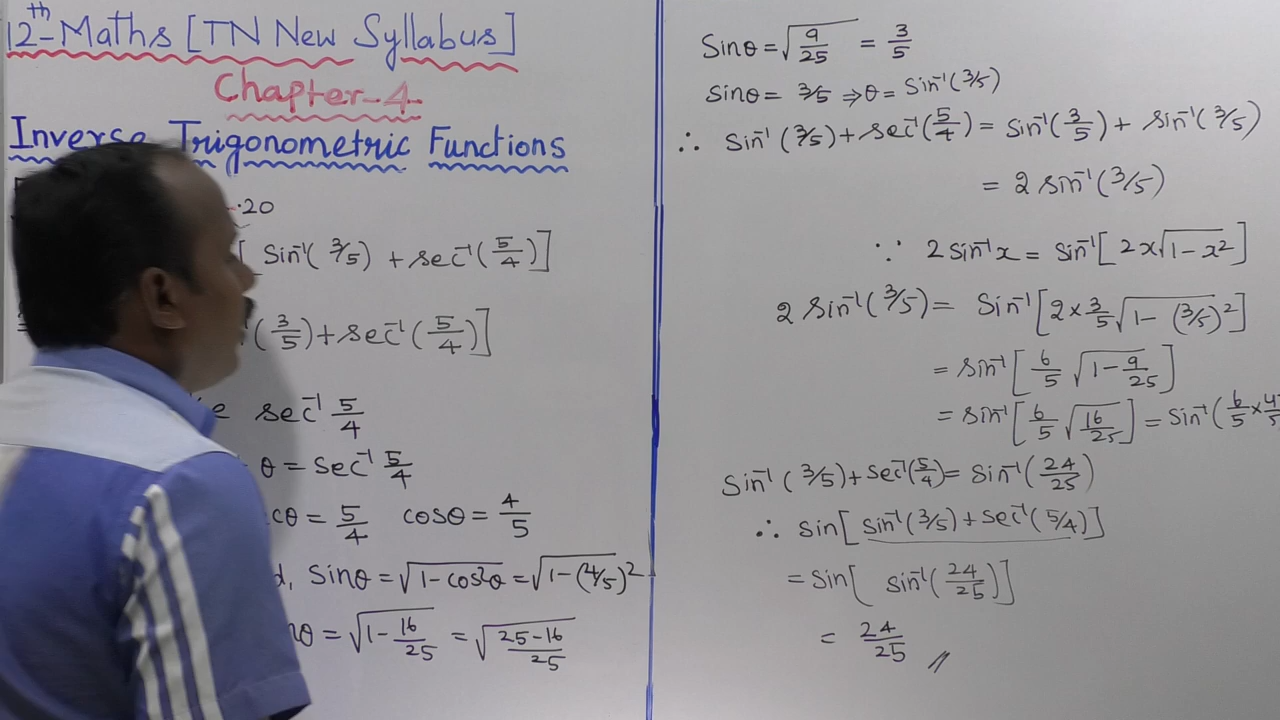 12th-Maths [TN New Syllabus]
Chapter-4
Inverse Trigonometric Functions
.20
[ Sin⁻¹(3/5) + sec⁻¹(5/4)]
(3/5)+sec⁻¹(5/4)]
sec⁻¹ 5/4
θ = sec⁻¹ 5/4
θ = 5/4 cosθ = 4/5
Sinθ = √(1-cos²θ) = √(1-(4/5)²)
θ = √(1-16/25) = √((25-16)/25)
Sinθ = √(9/25) = 3/5
sinθ = 3/5 ⇒ θ = Sin⁻¹(3/5)
∴ Sin⁻¹(3/5)+sec⁻¹(5/4) = Sin⁻¹(3/5) + Sin⁻¹(3/5)
= 2 sin⁻¹(3/5)
∵ 2 Sin⁻¹x = Sin⁻¹[2x√(1-x²)]
2 Sin⁻¹(3/5) = Sin⁻¹[2×3/5√(1-(3/5)²)]
= sin⁻¹[6/5 √(1-9/25)]
= sin⁻¹[6/5 √(16/25)] = Sin⁻¹(6/5×4/5
Sin⁻¹(3/5)+Sec⁻¹(5/4) = Sin⁻¹(24/25)
∴ Sin[Sin⁻¹(3/5)+Sec⁻¹(5/4)]
= Sin[ Sin⁻¹(24/25)]
= 24/25 //